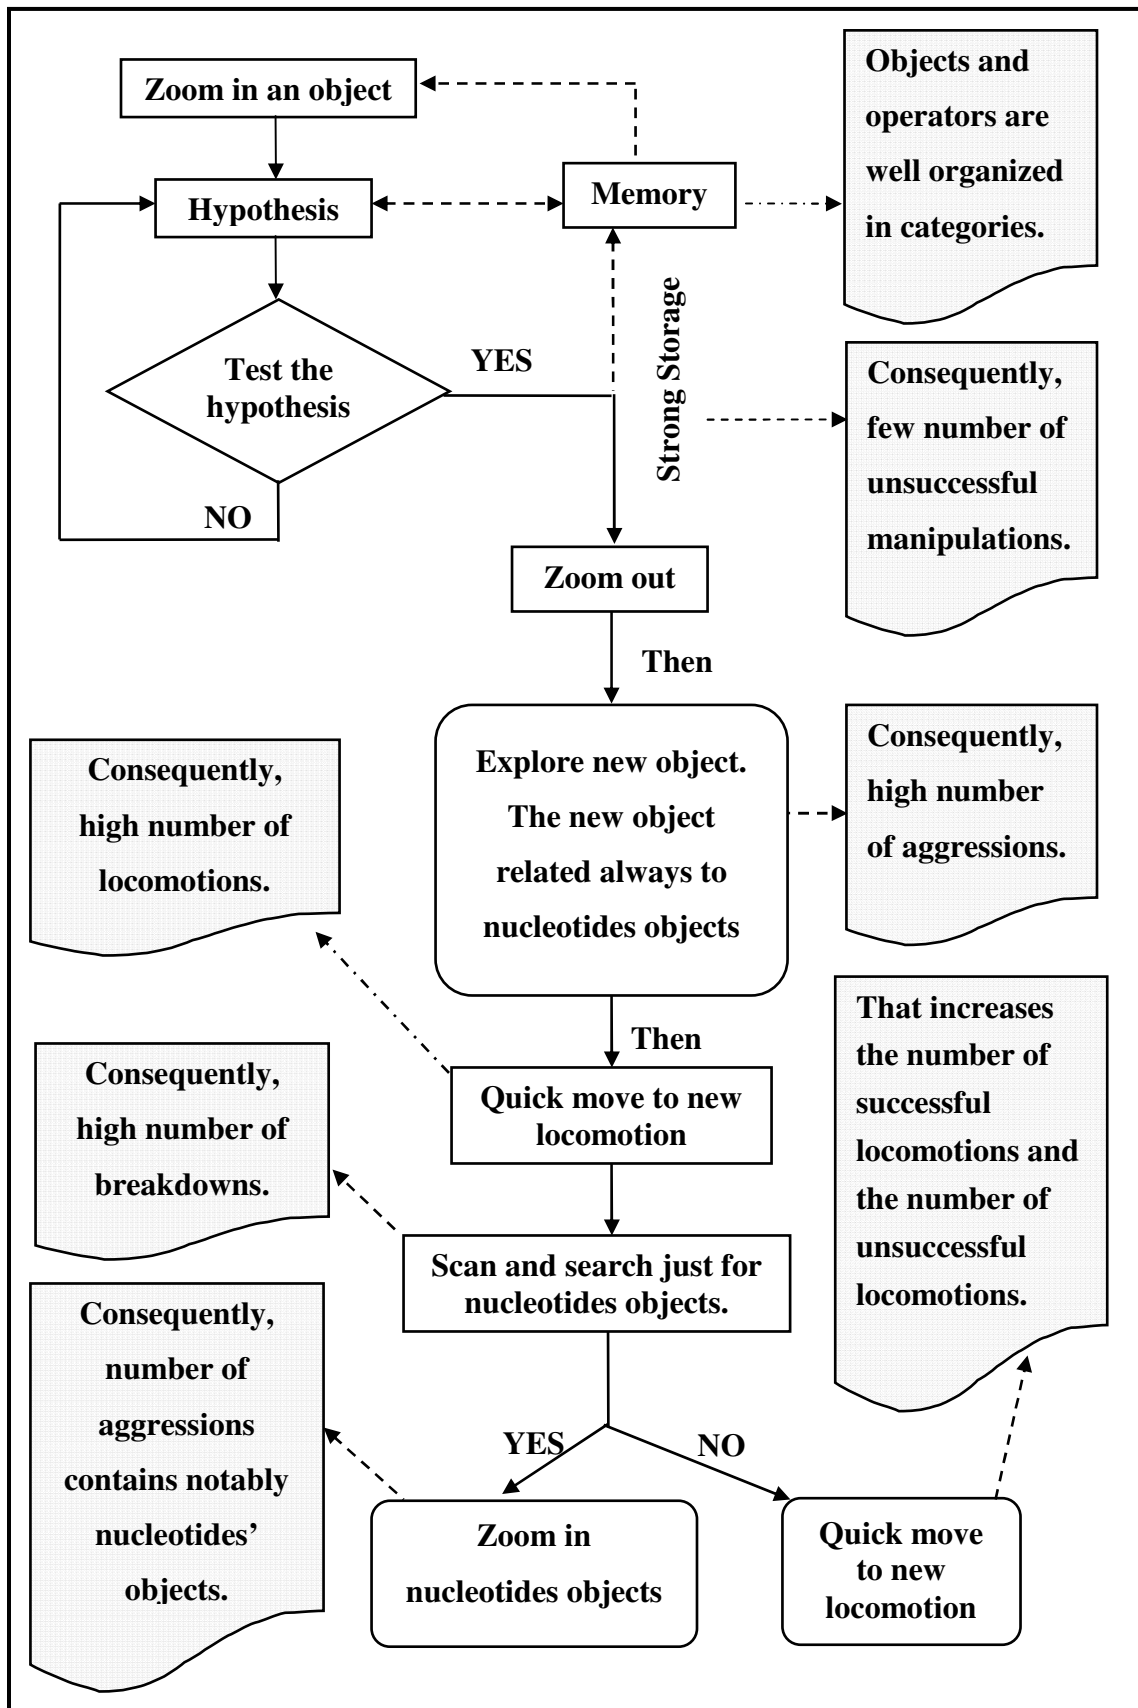 Zoom in an object
Objects and
operators are
well organized
in categories.
Hypothesis
Memory
Test the
hypothesis
YES
NO
Strong Storage
Consequently,
few number of
unsuccessful
manipulations.
Zoom out
Then
Explore new object.
The new object
related always to
nucleotides objects
Consequently,
high number
of aggressions.
Consequently,
high number of
locomotions.
Then
Quick move to new
locomotion
That increases
the number of
successful
locomotions and
the number of
unsuccessful
locomotions.
Consequently,
high number of
breakdowns.
Scan and search just for
nucleotides objects.
Consequently,
number of
aggressions
contains notably
nucleotides’
objects.
YES
NO
Zoom in
nucleotides objects
Quick move
to new
locomotion